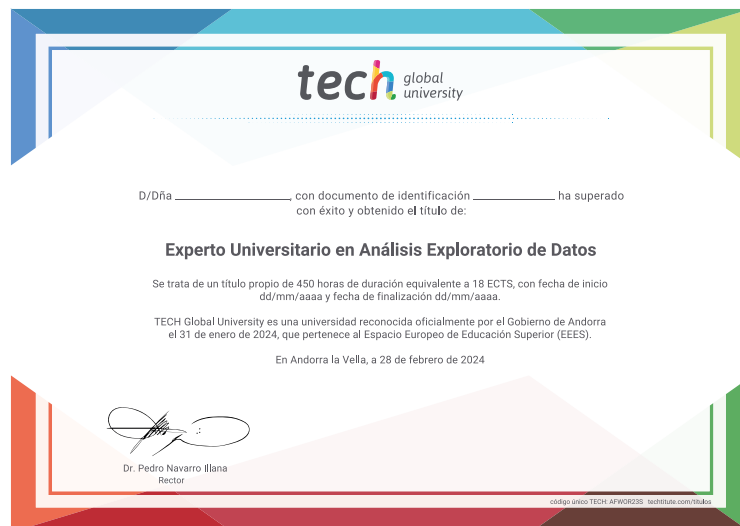 tech global
university
D/Dña ____________________, con documento de identificación ______________ ha superado
con éxito y obtenido el título de:
Experto Universitario en Análisis Exploratorio de Datos
Se trata de un título propio de 450 horas de duración equivalente a 18 ECTS, con fecha de inicio
dd/mm/aaaa y fecha de finalización dd/mm/aaaa.
TECH Global University es una universidad reconocida oficialmente por el Gobierno de Andorra
el 31 de enero de 2024, que pertenece al Espacio Europeo de Educación Superior (EEES).
En Andorra la Vella, a 28 de febrero de 2024
Dr. Pedro Navarro Illana
Rector
código único TECH: AFWOR23S techtitute.com/titulos